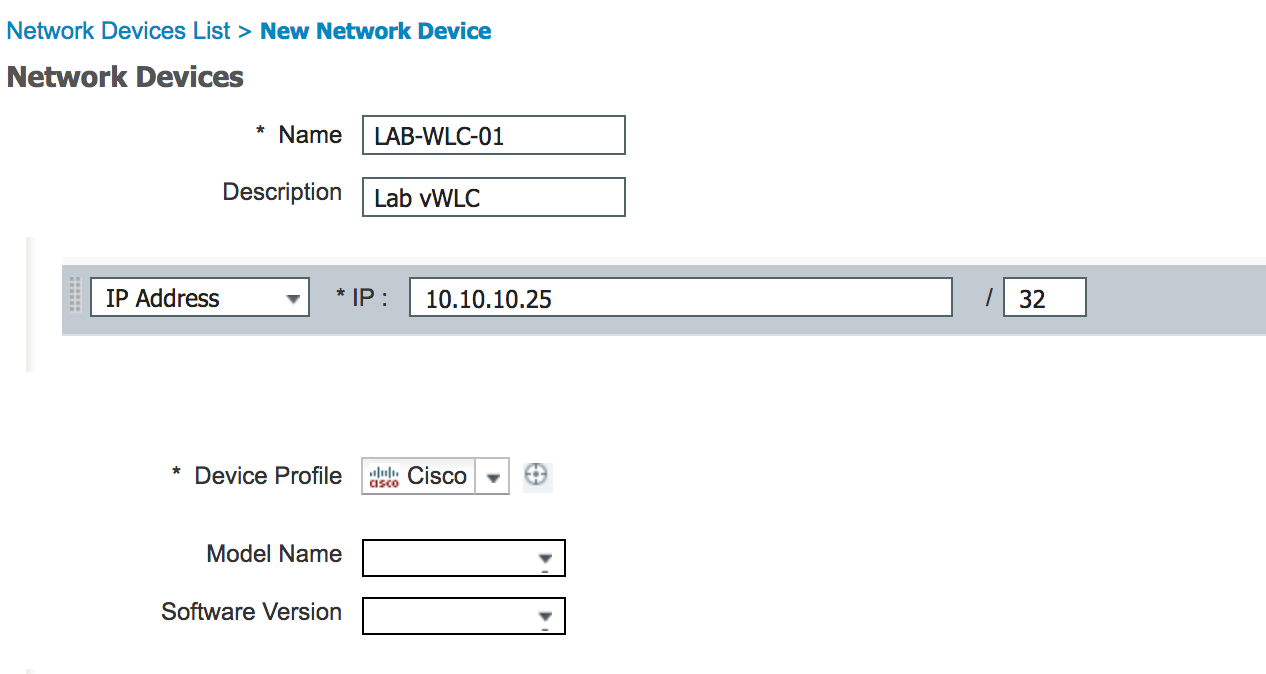 Network Devices List > New Network Device
Network Devices
* Name LAB-WLC-01
Description Lab vWLC
IP Address * IP : 10.10.10.25 / 32
* Device Profile CISCO Cisco
Model Name
Software Version